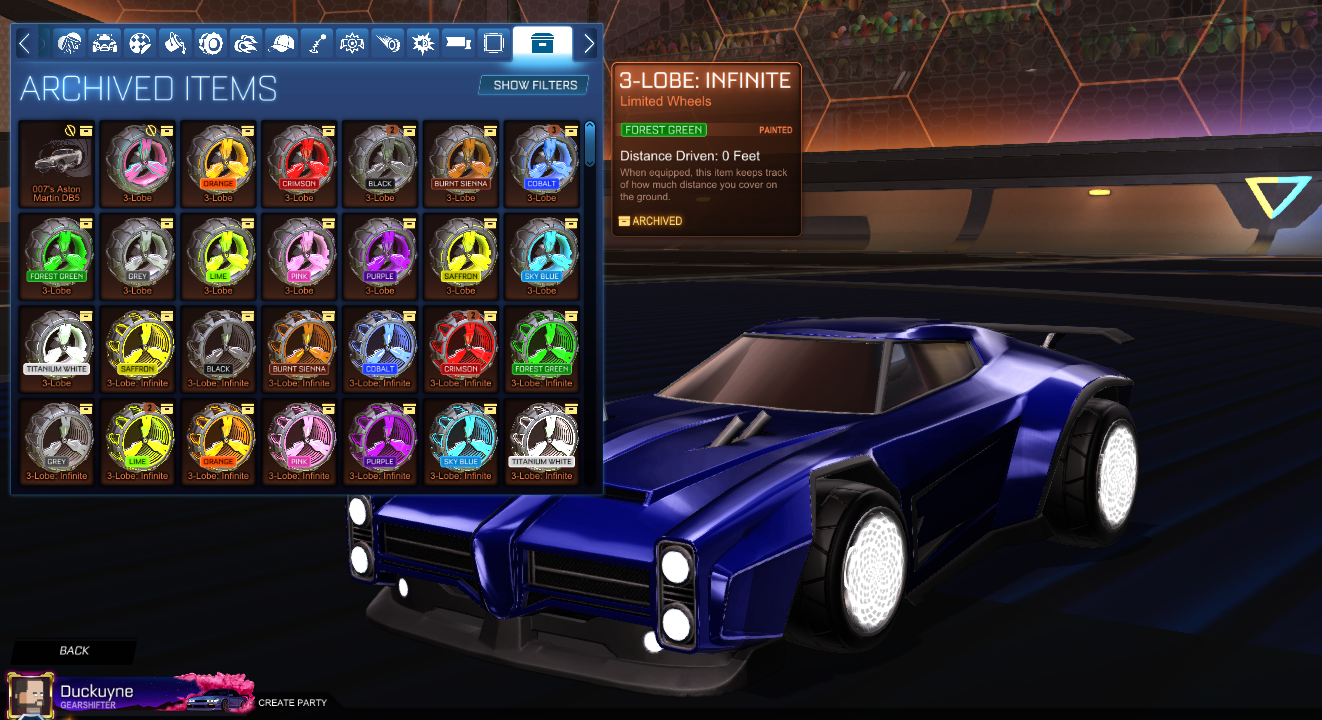 ARCHIVED ITEMS
SHOW FILTERS
007's Aston
Martin DB5
3-Lobe
ORANGE
3-Lobe
CRIMSON
3-Lobe
2
BLACK
3-Lobe
BURNT SIENNA
3-Lobe
3
COBALT
3-Lobe
FOREST GREEN
3-Lobe
GREY
3-Lobe
LIME
3-Lobe
PINK
3-Lobe
PURPLE
3-Lobe
SAFFRON
3-Lobe
SKY BLUE
3-Lobe
TITANIUM WHITE
3-Lobe
SAFFRON
3-Lobe: Infinite
BLACK
3-Lobe: Infinite
BURNT SIENNA
3-Lobe: Infinite
COBALT
3-Lobe: Infinite
2
CRIMSON
3-Lobe: Infinite
FOREST GREEN
3-Lobe: Infinite
GREY
3-Lobe: Infinite
2
LIME
3-Lobe: Infinite
ORANGE
3-Lobe: Infinite
PINK
3-Lobe: Infinite
PURPLE
3-Lobe: Infinite
SKY BLUE
3-Lobe: Infinite
TITANIUM WHITE
3-Lobe: Infinite
3-LOBE: INFINITE
Limited Wheels
FOREST GREEN PAINTED
Distance Driven: 0 Feet
When equipped, this item keeps track
of how much distance you cover on
the ground.
ARCHIVED
BACK
Duckuyne
GEARSHIFTER
CREATE PARTY